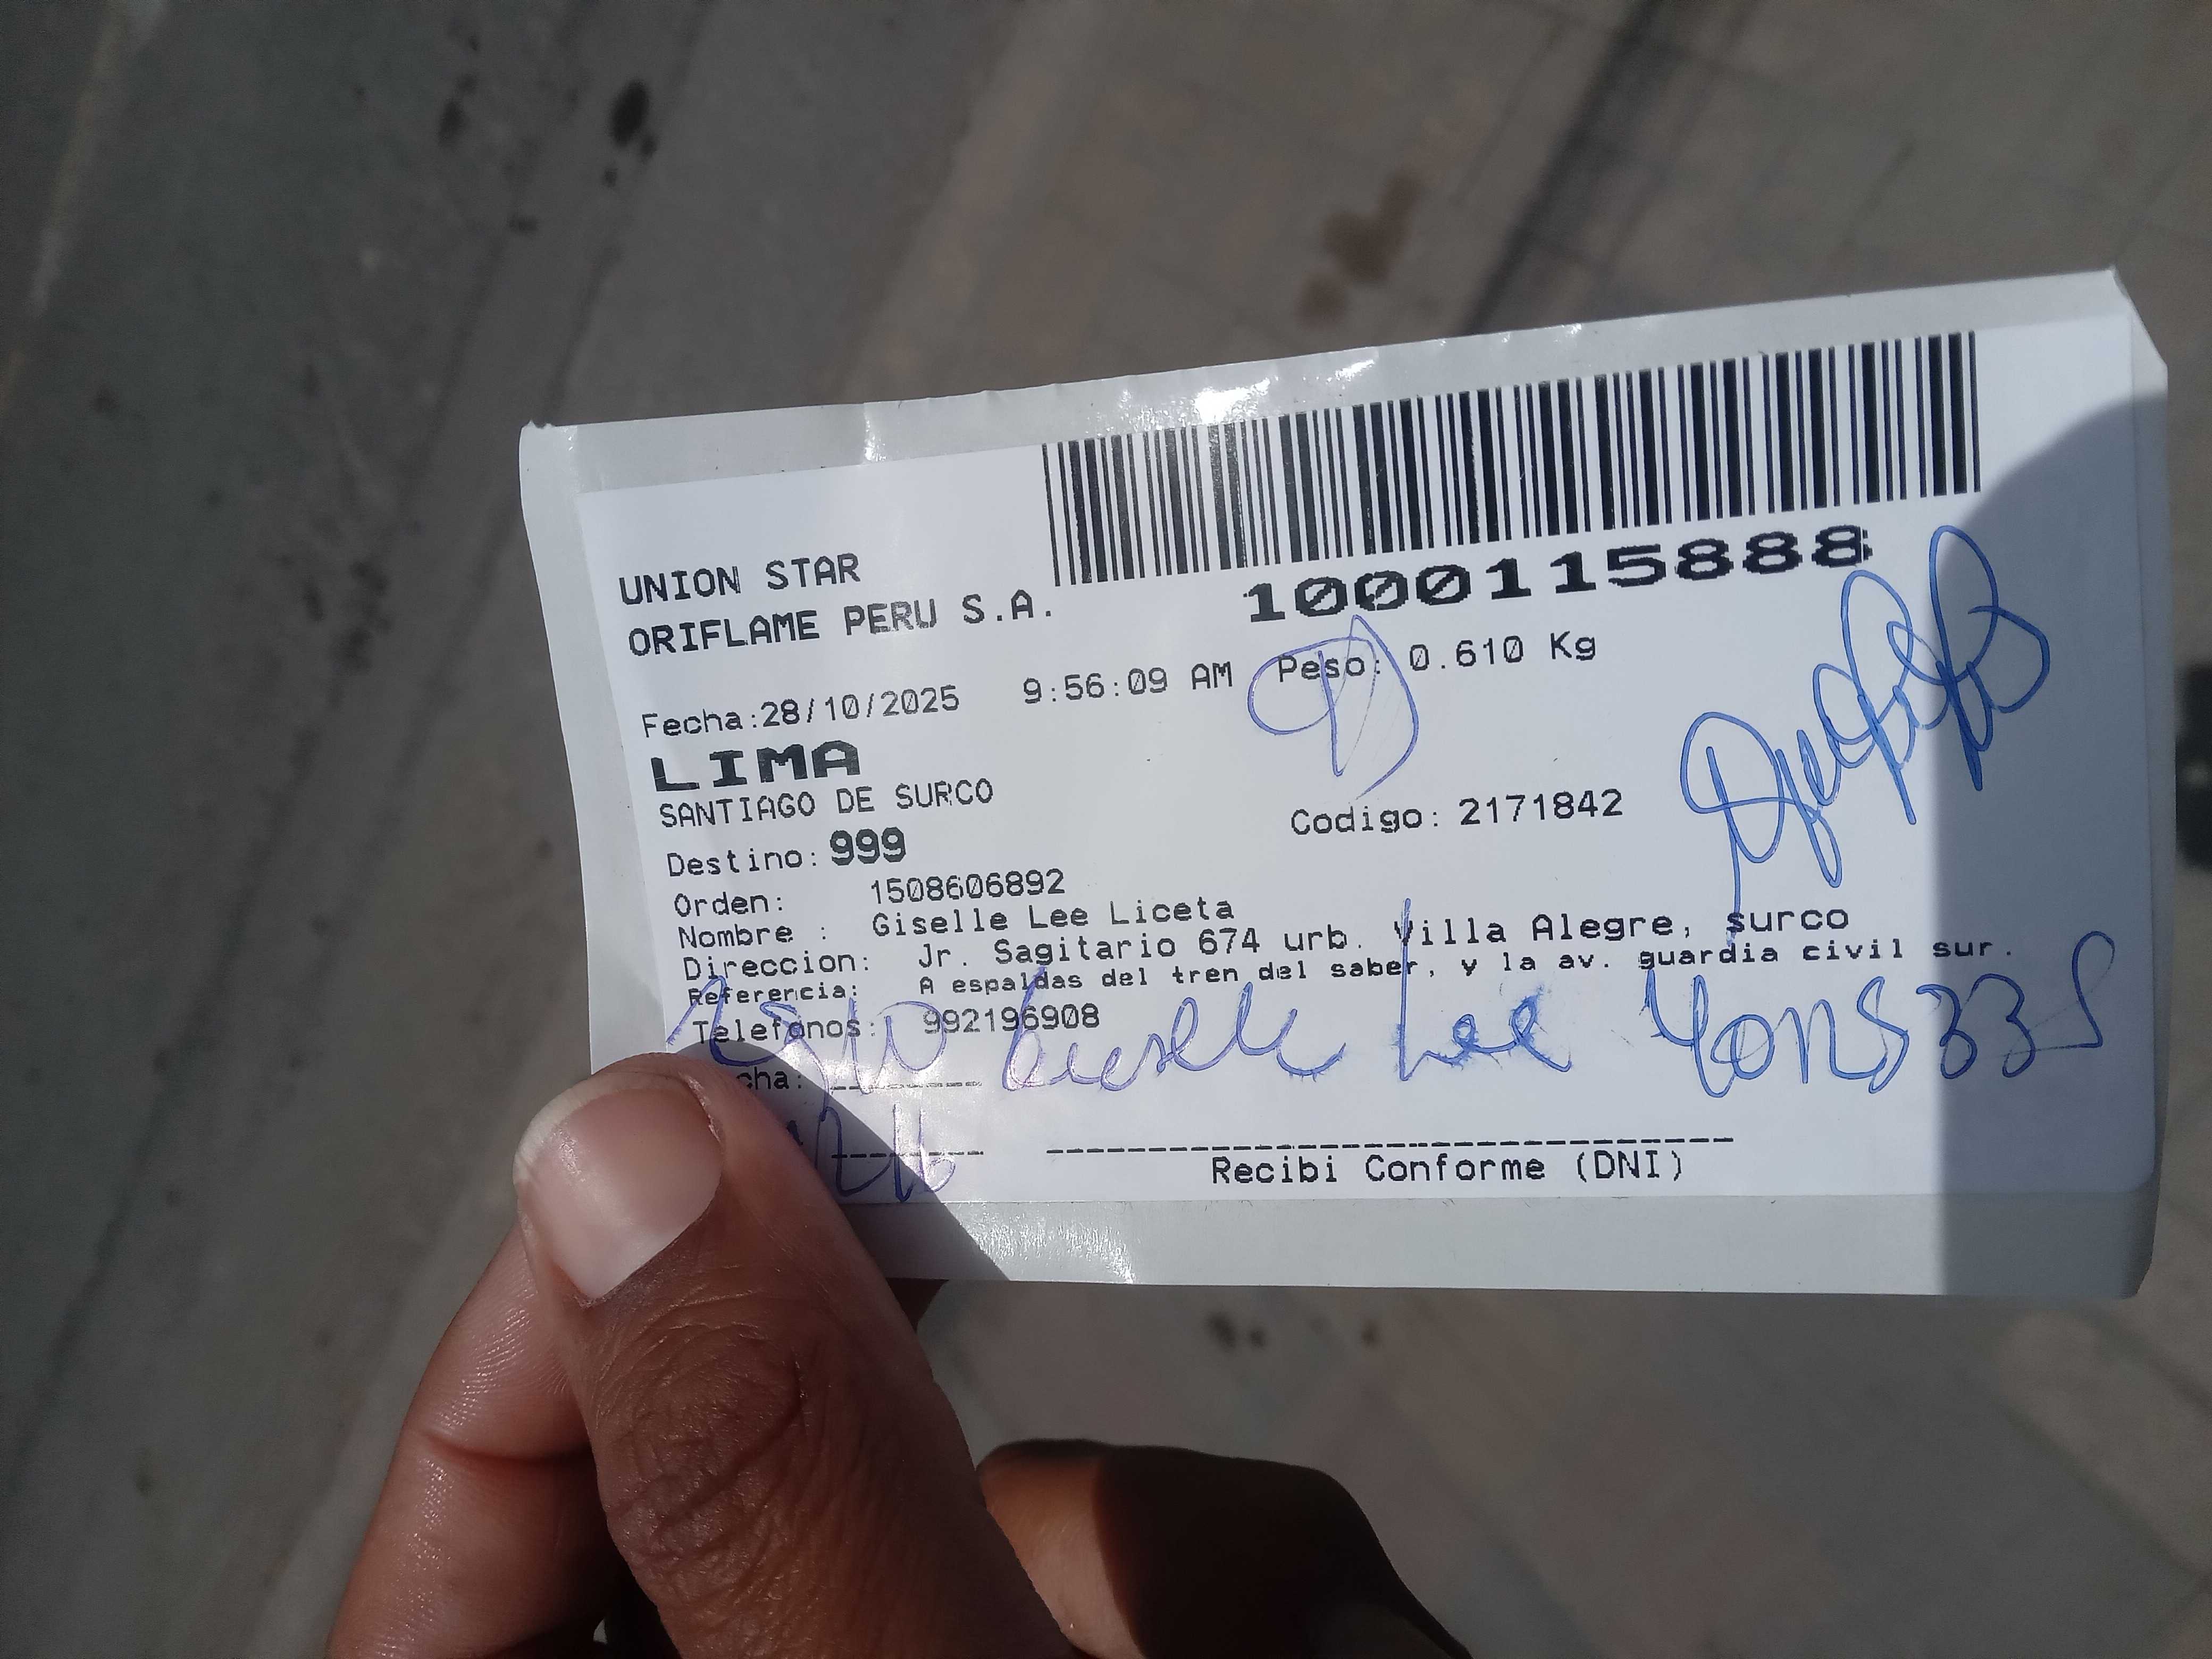 UNION STAR
ORIFLAME PERU S.A.
1000115888
Fecha:28/10/2025 9:56:09 AM Peso: 0.610 Kg
LIMA
SANTIAGO DE SURCO
Destino: 999 Codigo: 2171842
Orden: 1508606892
Nombre : Giselle Lee Liceta
Direccion: Jr. Sagitario 674 urb. Villa Alegre, surco
Referencia: A espaldas del tren del saber, y la av. guardia civil sur.
Telefonos: 992196908
cha:
Lee
Recibi Conforme (DNI)